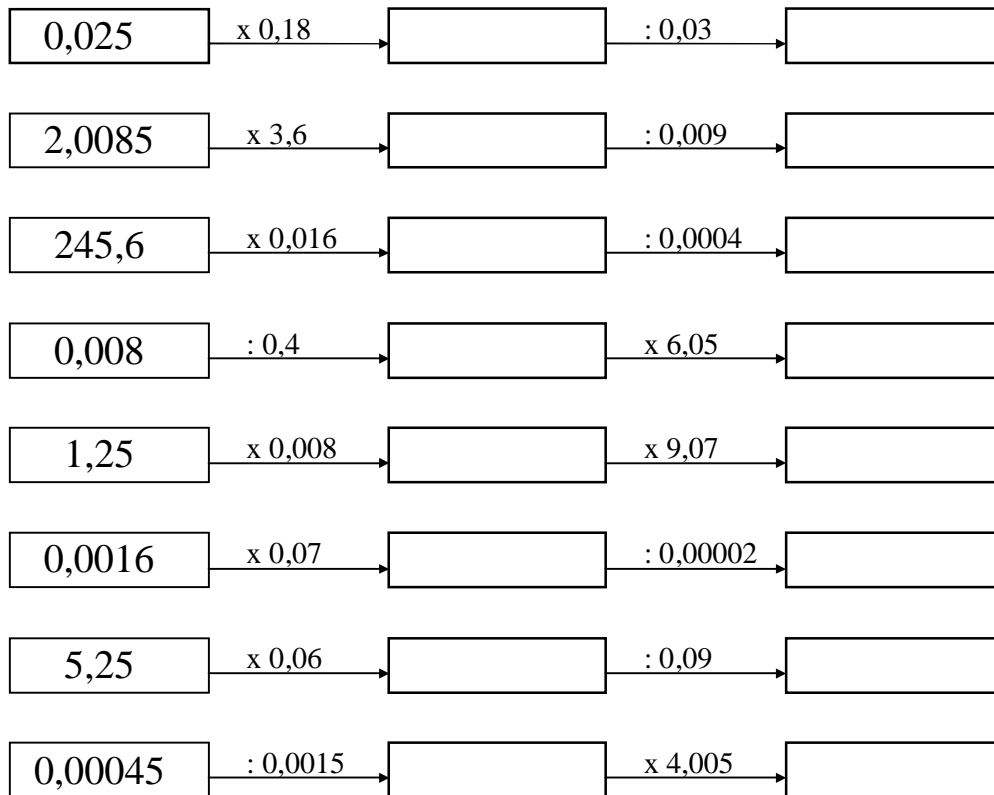 0,025 x 0,18 : 0,03
2,0085 x 3,6 : 0,009
245,6 x 0,016 : 0,0004
0,008 : 0,4 x 6,05
1,25 x 0,008 x 9,07
0,0016 x 0,07 : 0,00002
5,25 x 0,06 : 0,09
0,00045 : 0,0015 x 4,005